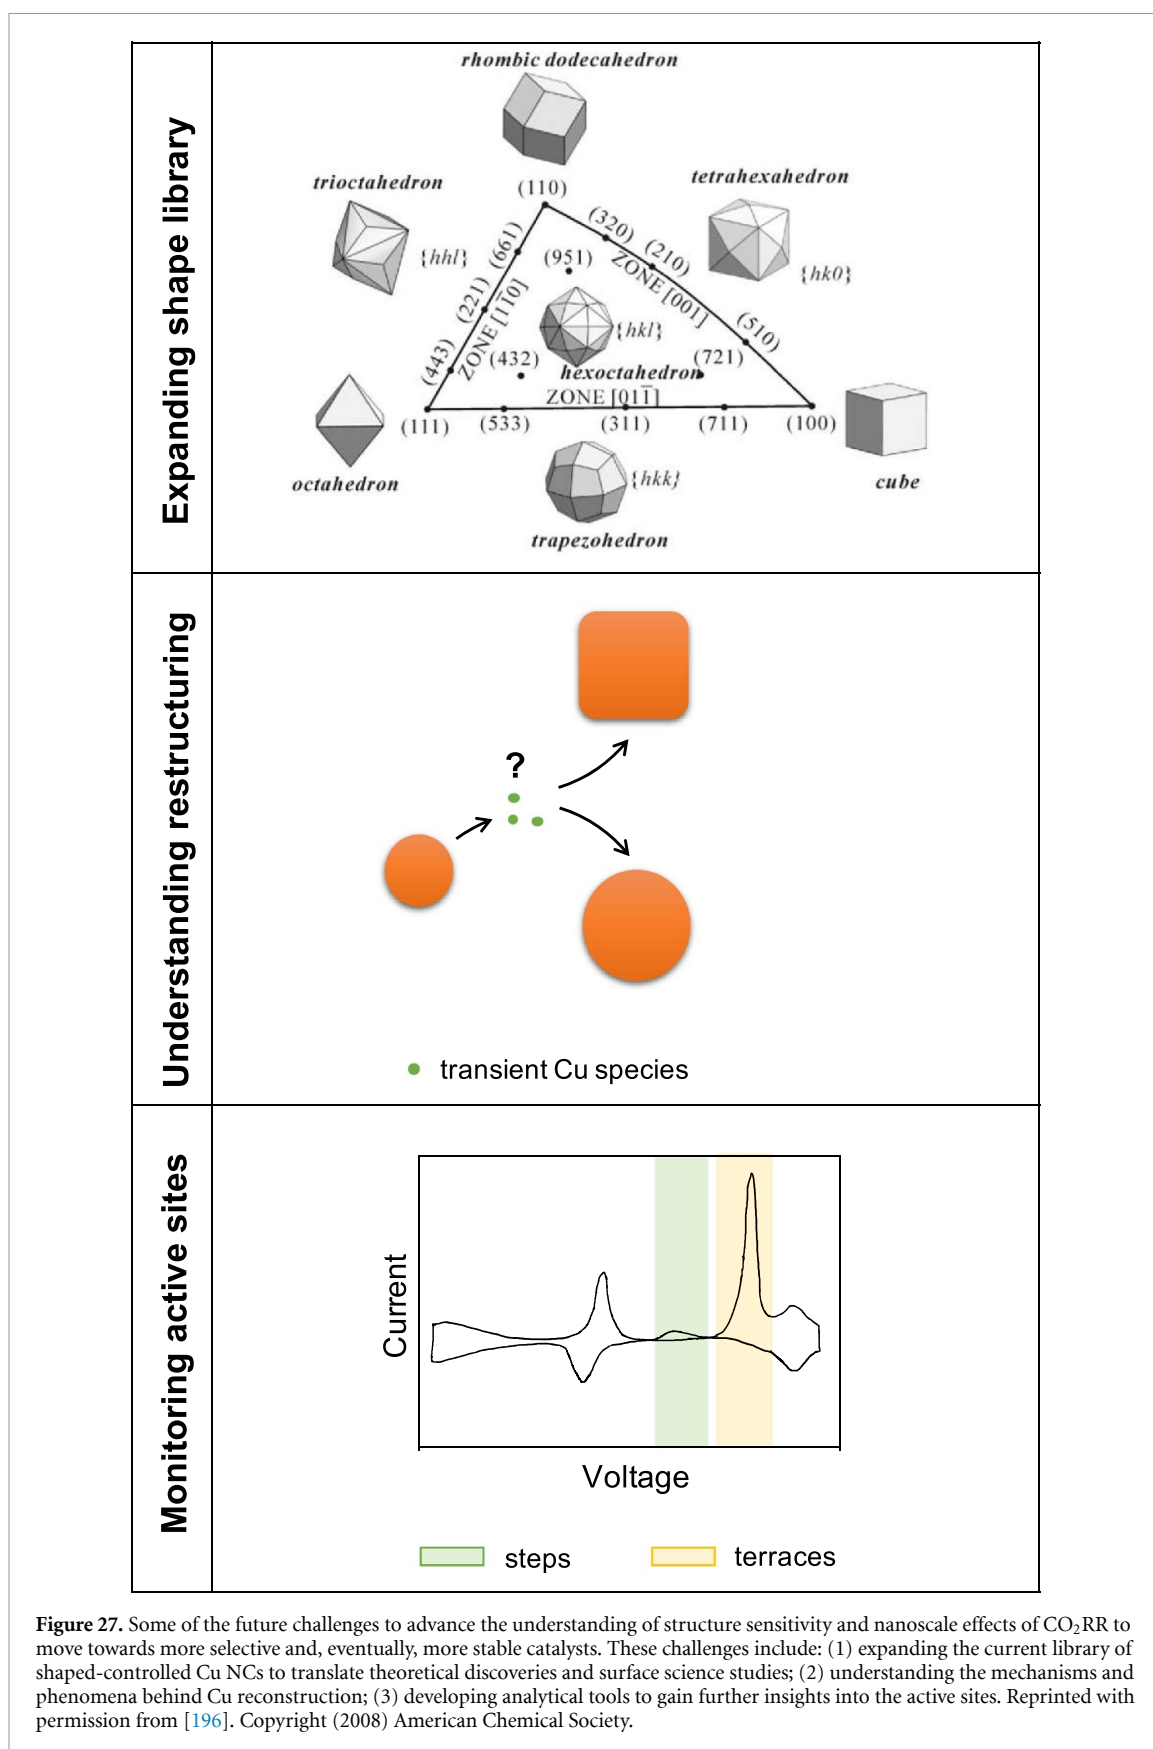 Expanding shape library
rhombic dodecahedron
trioctahedron
tetrahexahedron
(110)
(320)
(210)
(661)
(951)
{hhl}
{hk0}
ZONE [001]
(221)
ZONE [11̅0]
(510)
{hkl}
(443)
(432)
(721)
hexoctahedron
ZONE [011̅]
(111)
(533)
(311)
(711)
(100)
octahedron
{hkk}
cube
trapezohedron
Understanding restructuring
?
transient Cu species
Monitoring active sites
Current
Voltage
steps
terraces
Figure 27. Some of the future challenges to advance the understanding of structure sensitivity and nanoscale effects of CO₂RR to
move towards more selective and, eventually, more stable catalysts. These challenges include: (1) expanding the current library of
shaped-controlled Cu NCs to translate theoretical discoveries and surface science studies; (2) understanding the mechanisms and
phenomena behind Cu reconstruction; (3) developing analytical tools to gain further insights into the active sites. Reprinted with
permission from [196]. Copyright (2008) American Chemical Society.